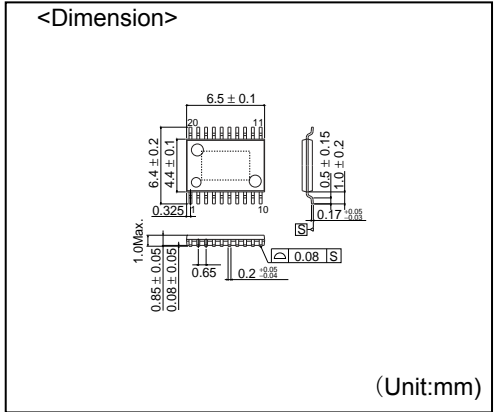 <Dimension>
6.5 ± 0.1
20 11
6.4 ± 0.2
4.4 ± 0.1
0.5 ± 0.15
1.0 ± 0.2
0.325
1 10
0.17 +0.05 -0.03
S
1.0Max.
0.85 ± 0.05
0.08 ± 0.05
0.65
0.2 +0.05 -0.04
0.08 S
(Unit:mm)